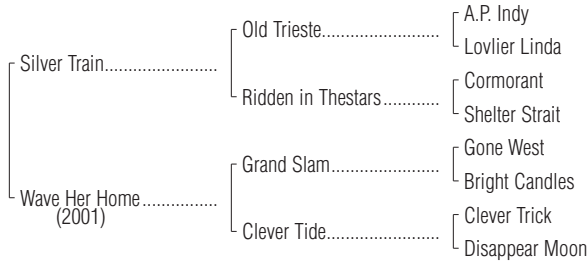 A.P. Indy
Old Trieste
Lovlier Linda
Silver Train
Cormorant
Ridden in Thestars
Shelter Strait
Gone West
Grand Slam
Bright Candles
Wave Her Home
(2001)
Clever Trick
Clever Tide
Disappear Moon